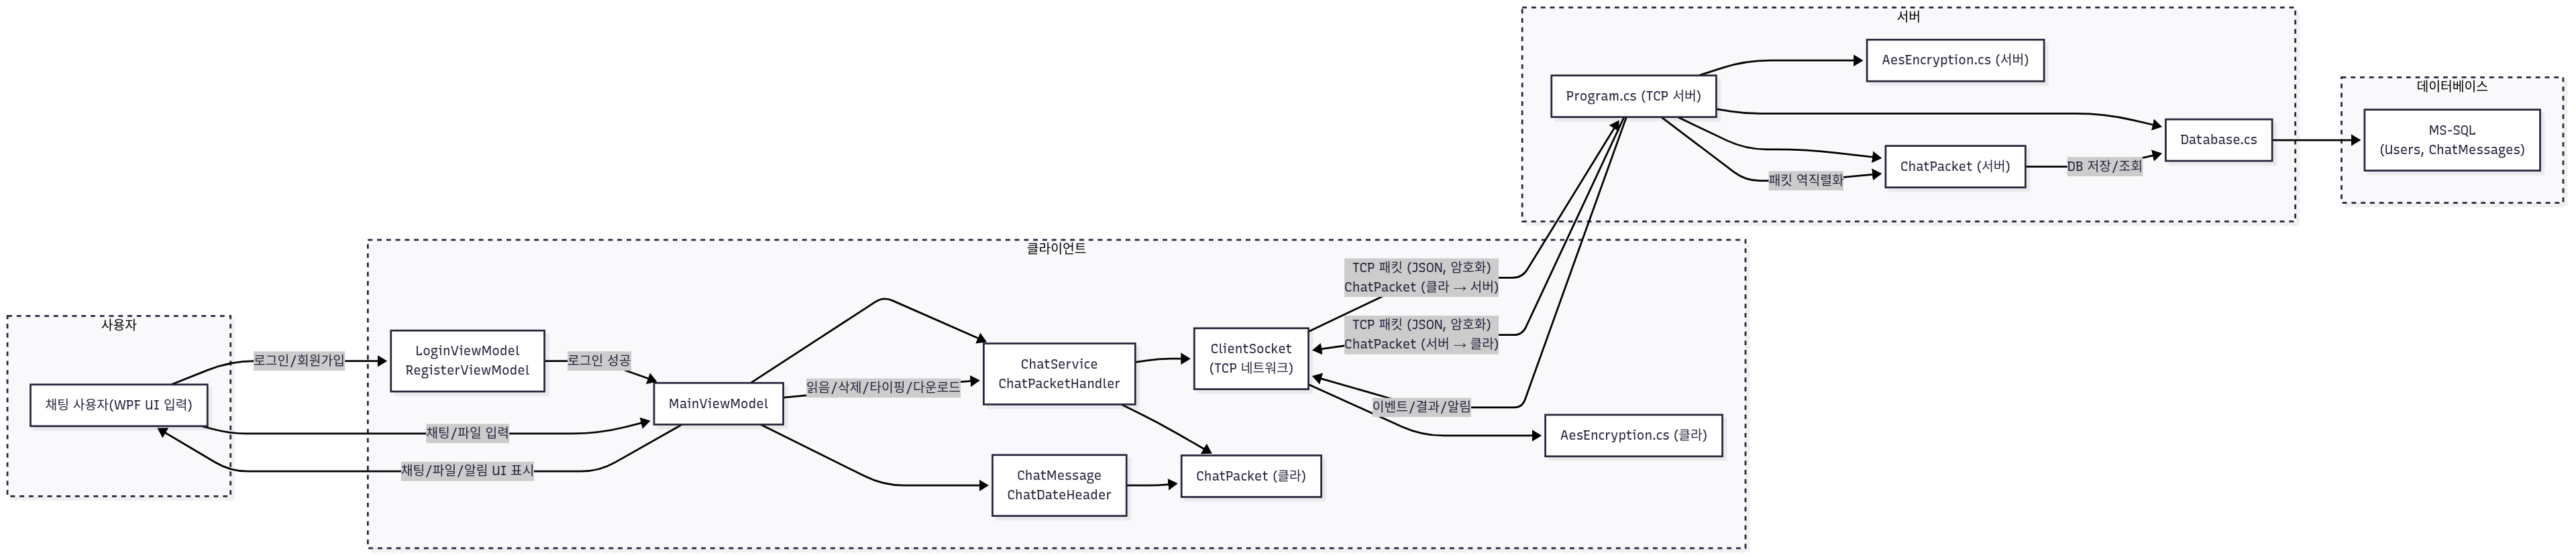 서버
AesEncryption.cs (서버)
Program.cs (TCP 서버)
데이터베이스
MS-SQL
(Users, ChatMessages)
Database.cs
ChatPacket (서버)
DB 저장/조회
패킷 역직렬화
클라이언트
TCP 패킷 (JSON, 암호화)
ChatPacket (클라 → 서버)
TCP 패킷 (JSON, 암호화)
ChatPacket (서버 → 클라)
이벤트/결과/알림
사용자
채팅 사용자(WPF UI 입력)
로그인/회원가입
LoginViewModel
RegisterViewModel
로그인 성공
MainViewModel
읽음/삭제/타이핑/다운로드
ChatService
ChatPacketHandler
ClientSocket
(TCP 네트워크)
AesEncryption.cs (클라)
채팅/파일 입력
채팅/파일/알림 UI 표시
ChatMessage
ChatDateHeader
ChatPacket (클라)